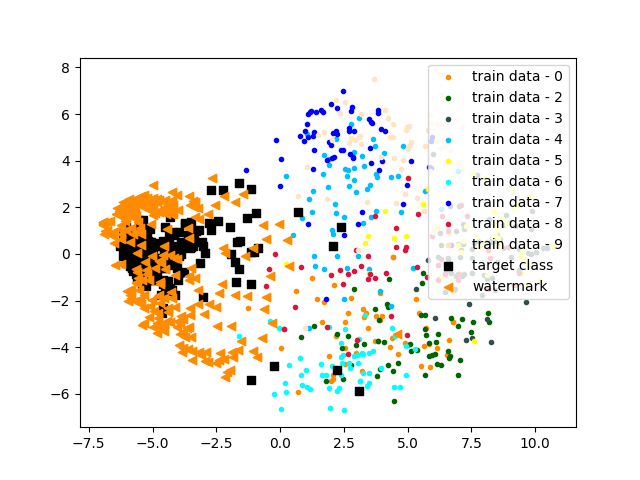 8
6
4
2
0
−2
−4
−6
−7.5
−5.0
−2.5
0.0
2.5
5.0
7.5
10.0
train data - 0
train data - 2
train data - 3
train data - 4
train data - 5
train data - 6
train data - 7
train data - 8
train data - 9
target class
watermark